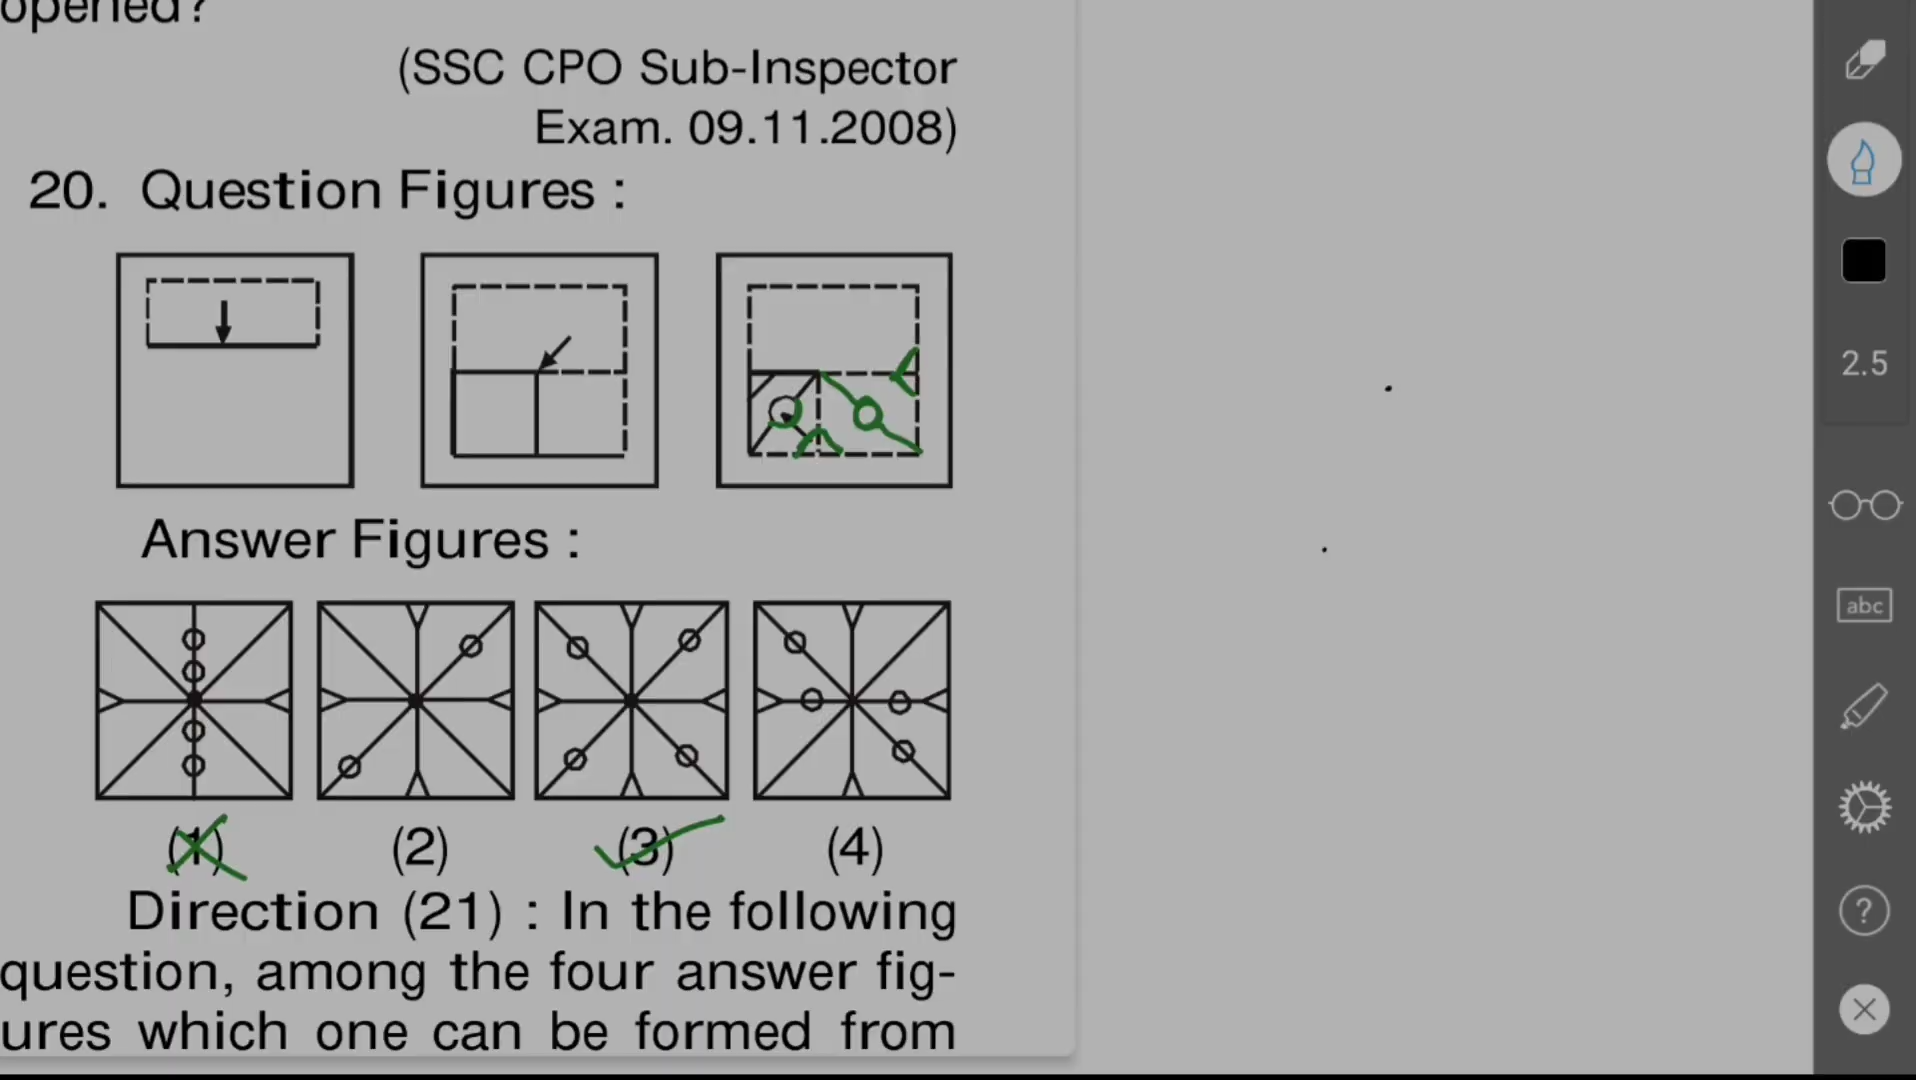 opened?
(SSC CPO Sub-Inspector
Exam. 09.11.2008)
20. Question Figures :
Answer Figures :
(1) (2) (3) (4)
Direction (21) : In the following
question, among the four answer fig-
ures which one can be formed from
2.5
abc
?